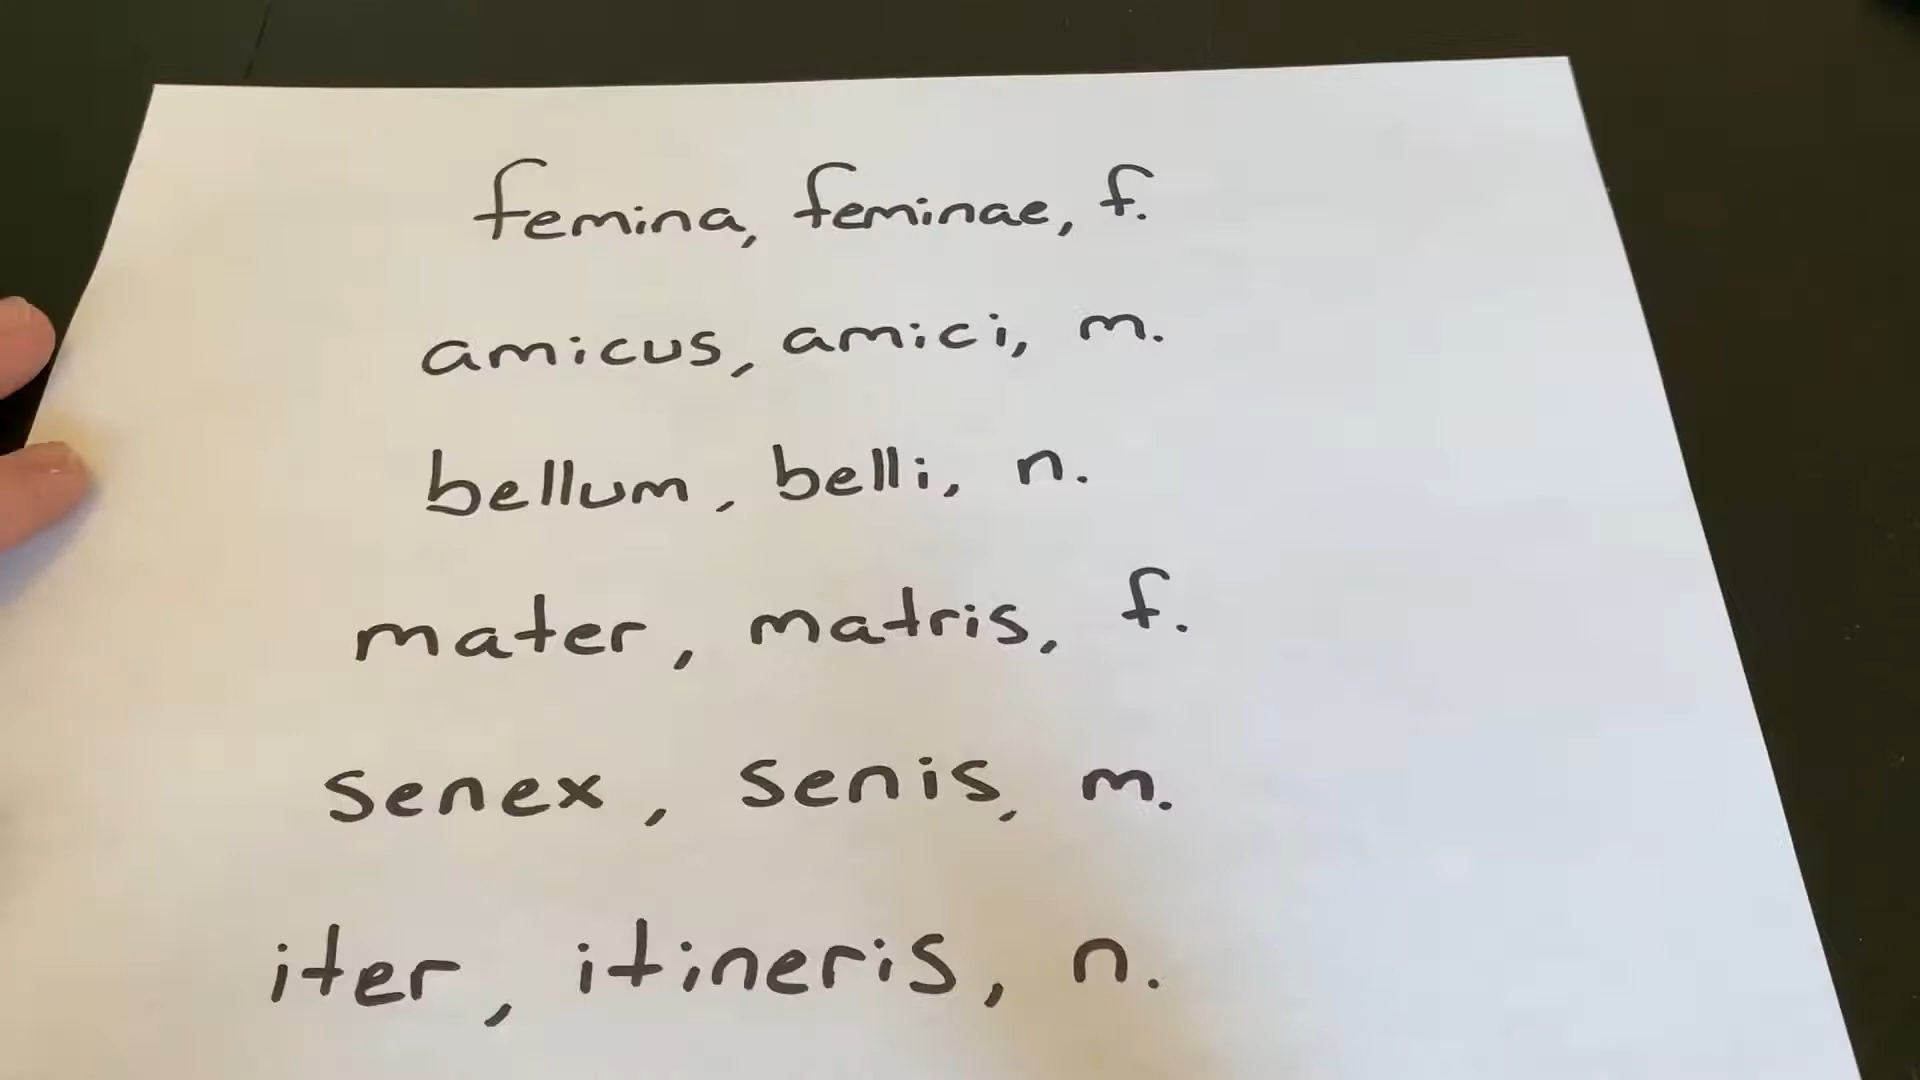 femina, feminae, f.
amicus, amici, m.
bellum, belli, n.
mater, matris, f.
senex, senis, m.
iter, itineris, n.